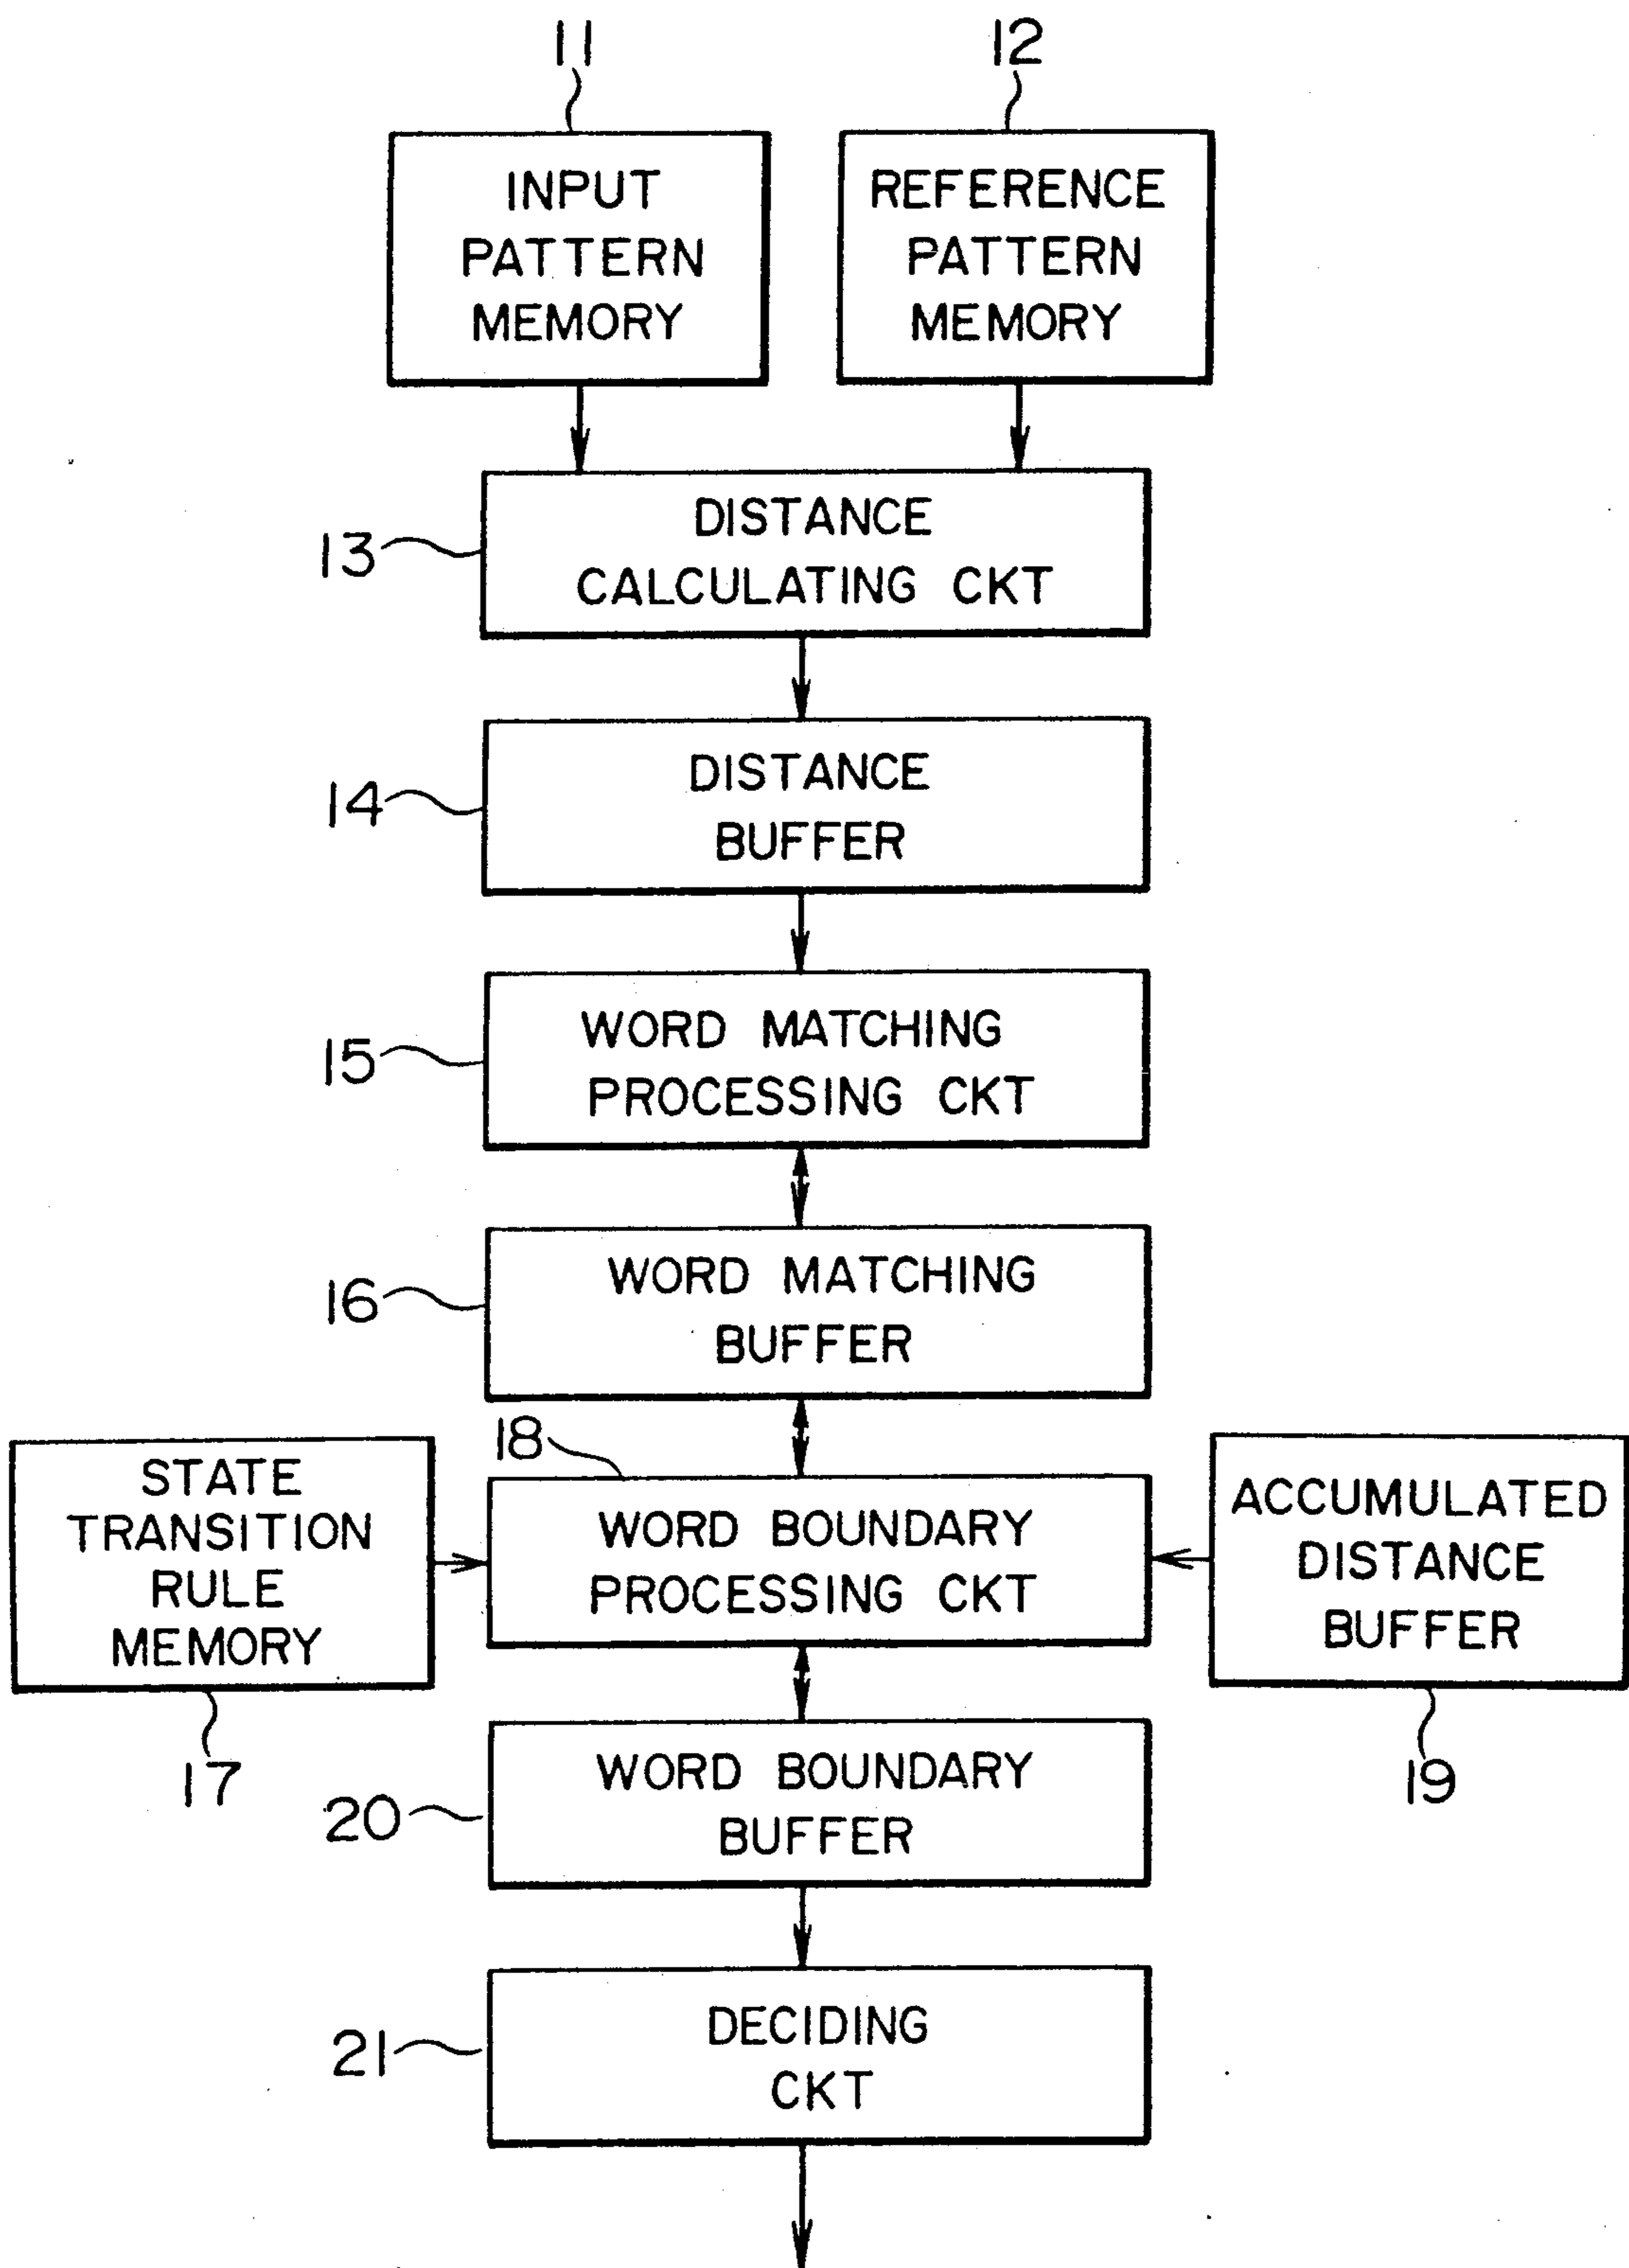 11
12
INPUT
PATTERN
MEMORY
REFERENCE
PATTERN
MEMORY
13
DISTANCE
CALCULATING CKT
14
DISTANCE
BUFFER
15
WORD MATCHING
PROCESSING CKT
16
WORD MATCHING
BUFFER
STATE
TRANSITION
RULE
MEMORY
17
18
WORD BOUNDARY
PROCESSING CKT
ACCUMULATED
DISTANCE
BUFFER
19
20
WORD BOUNDARY
BUFFER
21
DECIDING
CKT